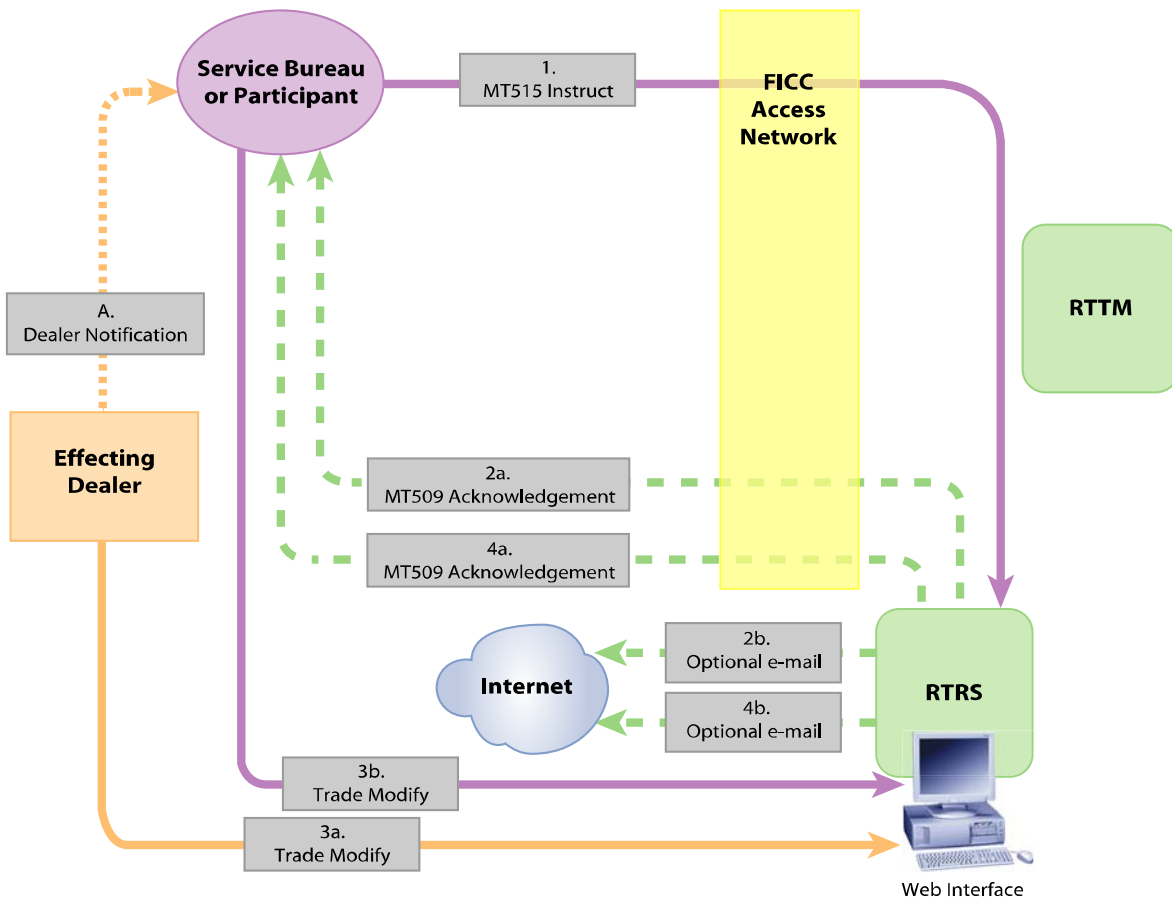 Service Bureau
or Participant
1.
MT515 Instruct
FICC
Access
Network
RTTM
A.
Dealer Notification
Effecting
Dealer
2a.
MT509 Acknowledgement
4a.
MT509 Acknowledgement
2b.
Optional e-mail
Internet
RTRS
4b.
Optional e-mail
3b.
Trade Modify
3a.
Trade Modify
Web Interface